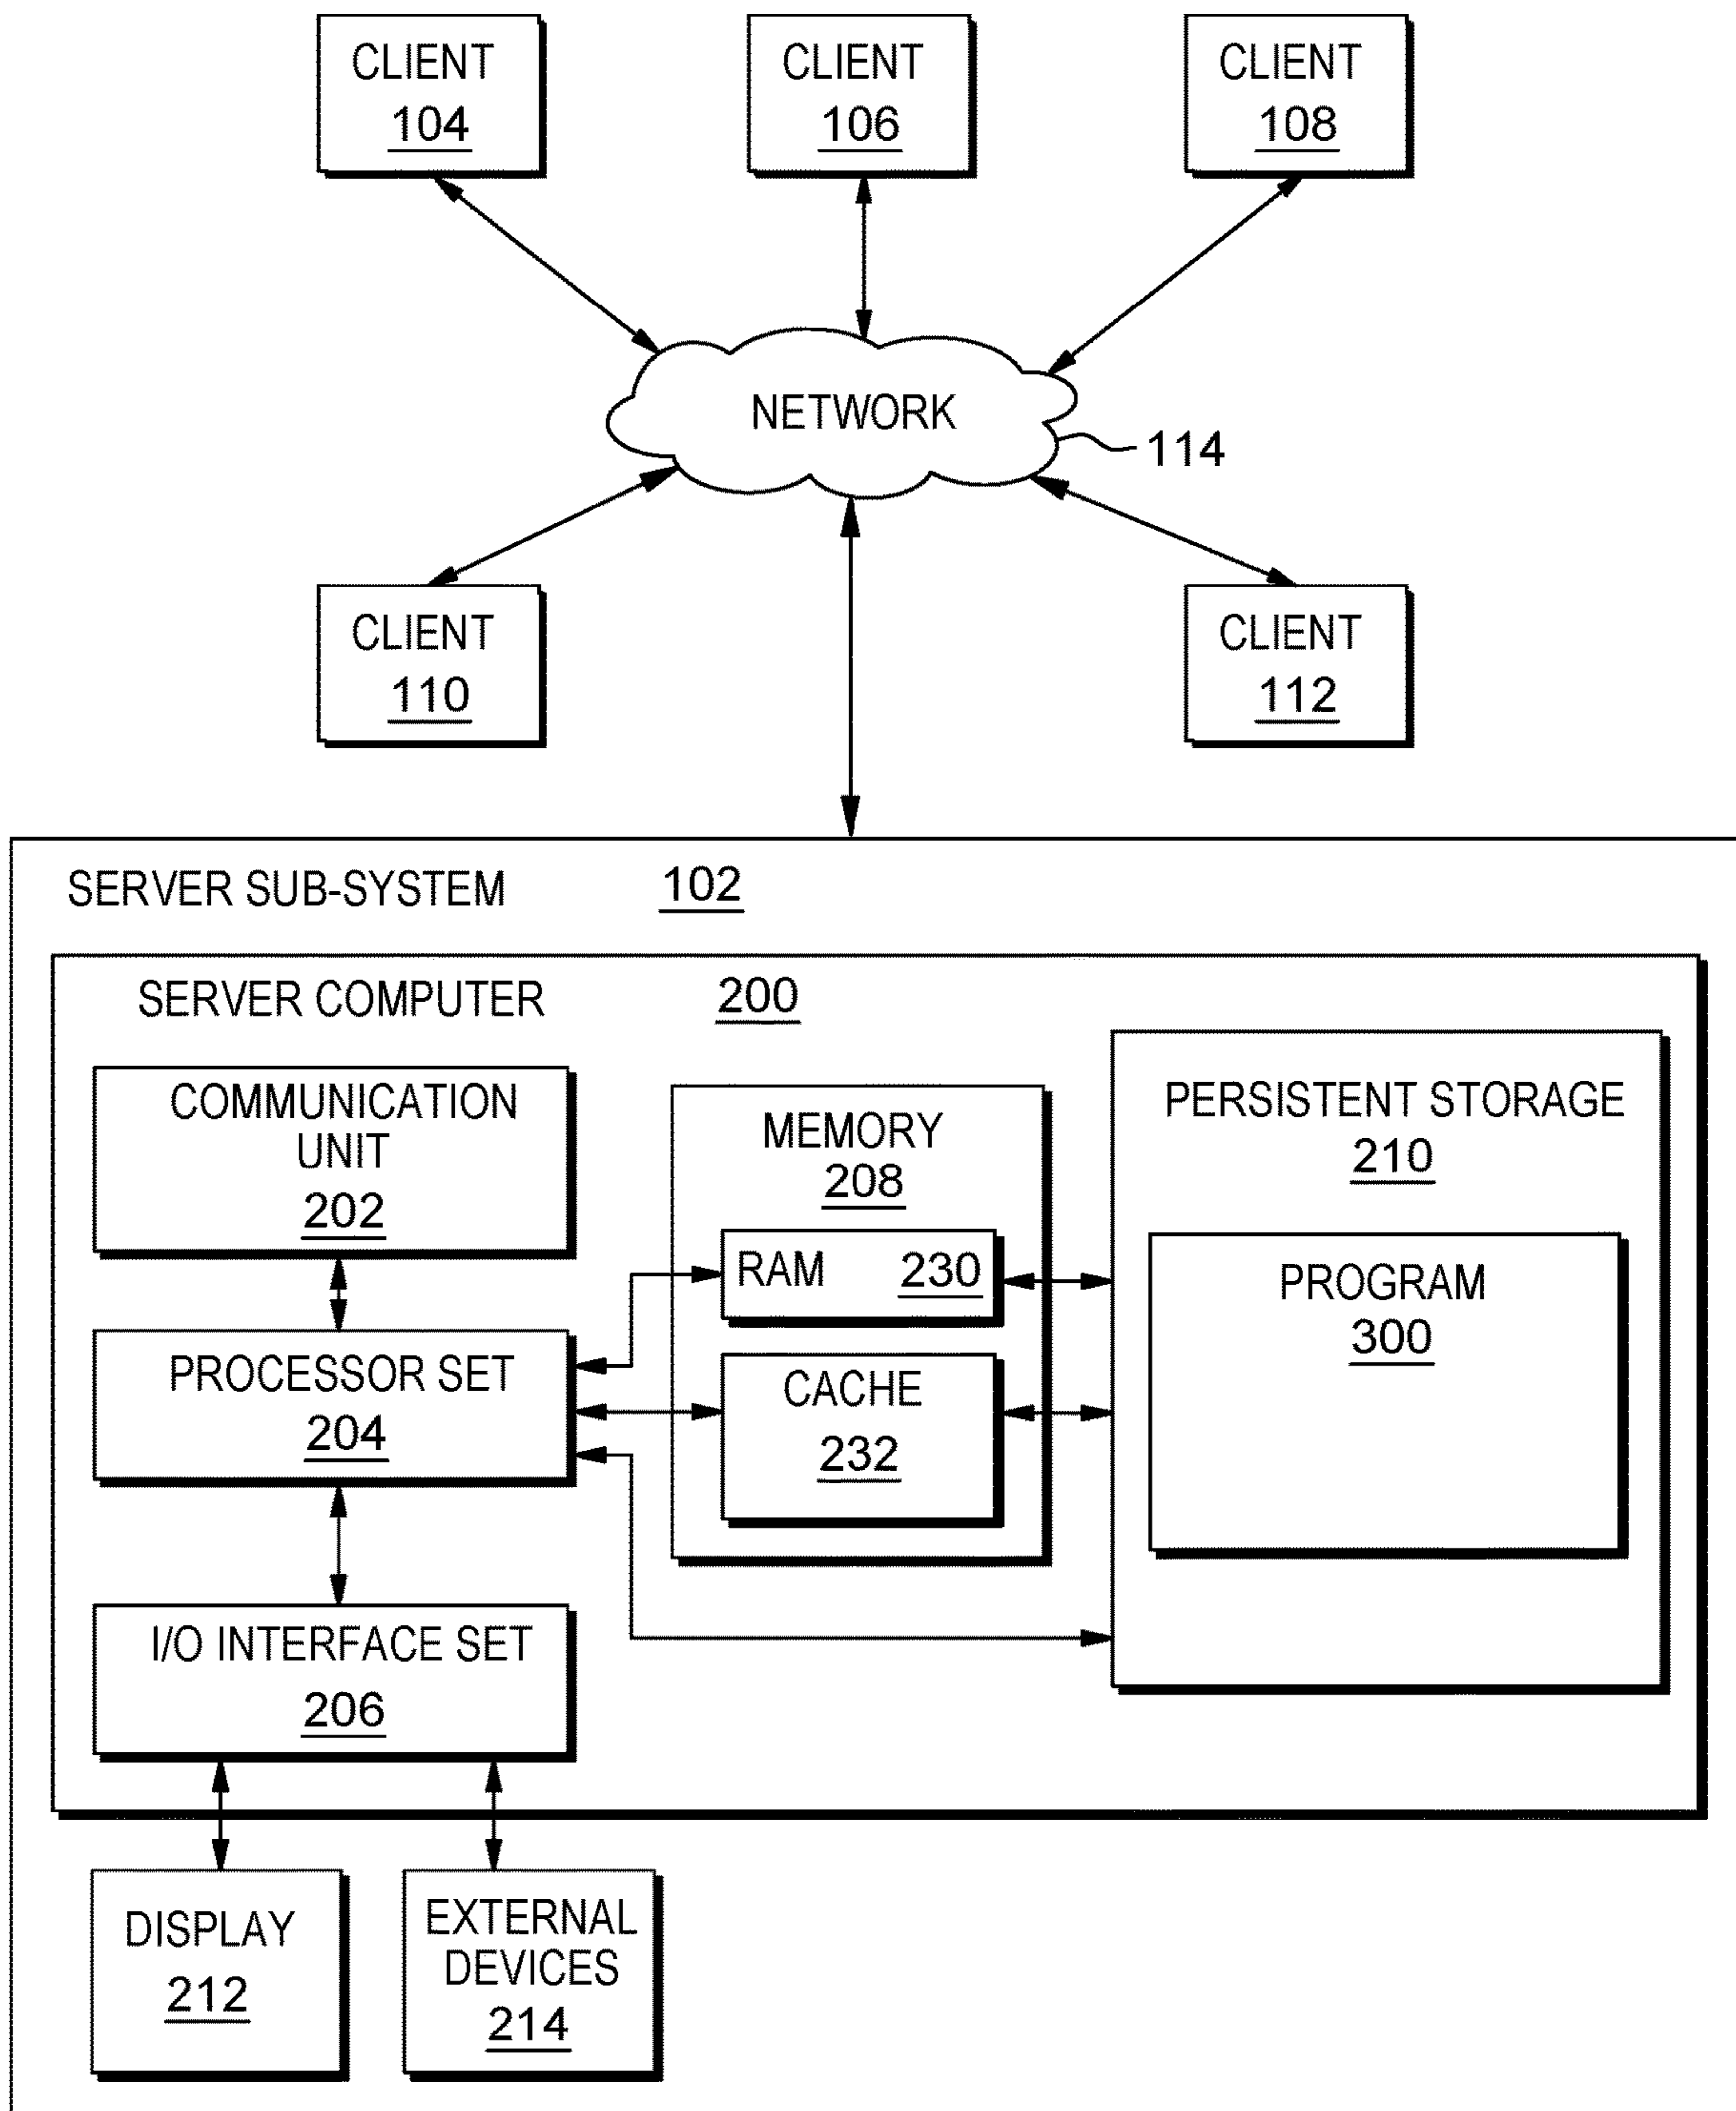 CLIENT
104
CLIENT
106
CLIENT
108
NETWORK
114
CLIENT
110
CLIENT
112
SERVER SUB-SYSTEM 102
SERVER COMPUTER 200
COMMUNICATION
UNIT
202
PROCESSOR SET
204
I/O INTERFACE SET
206
MEMORY
208
RAM 230
CACHE
232
PERSISTENT STORAGE
210
PROGRAM
300
DISPLAY
212
EXTERNAL
DEVICES
214